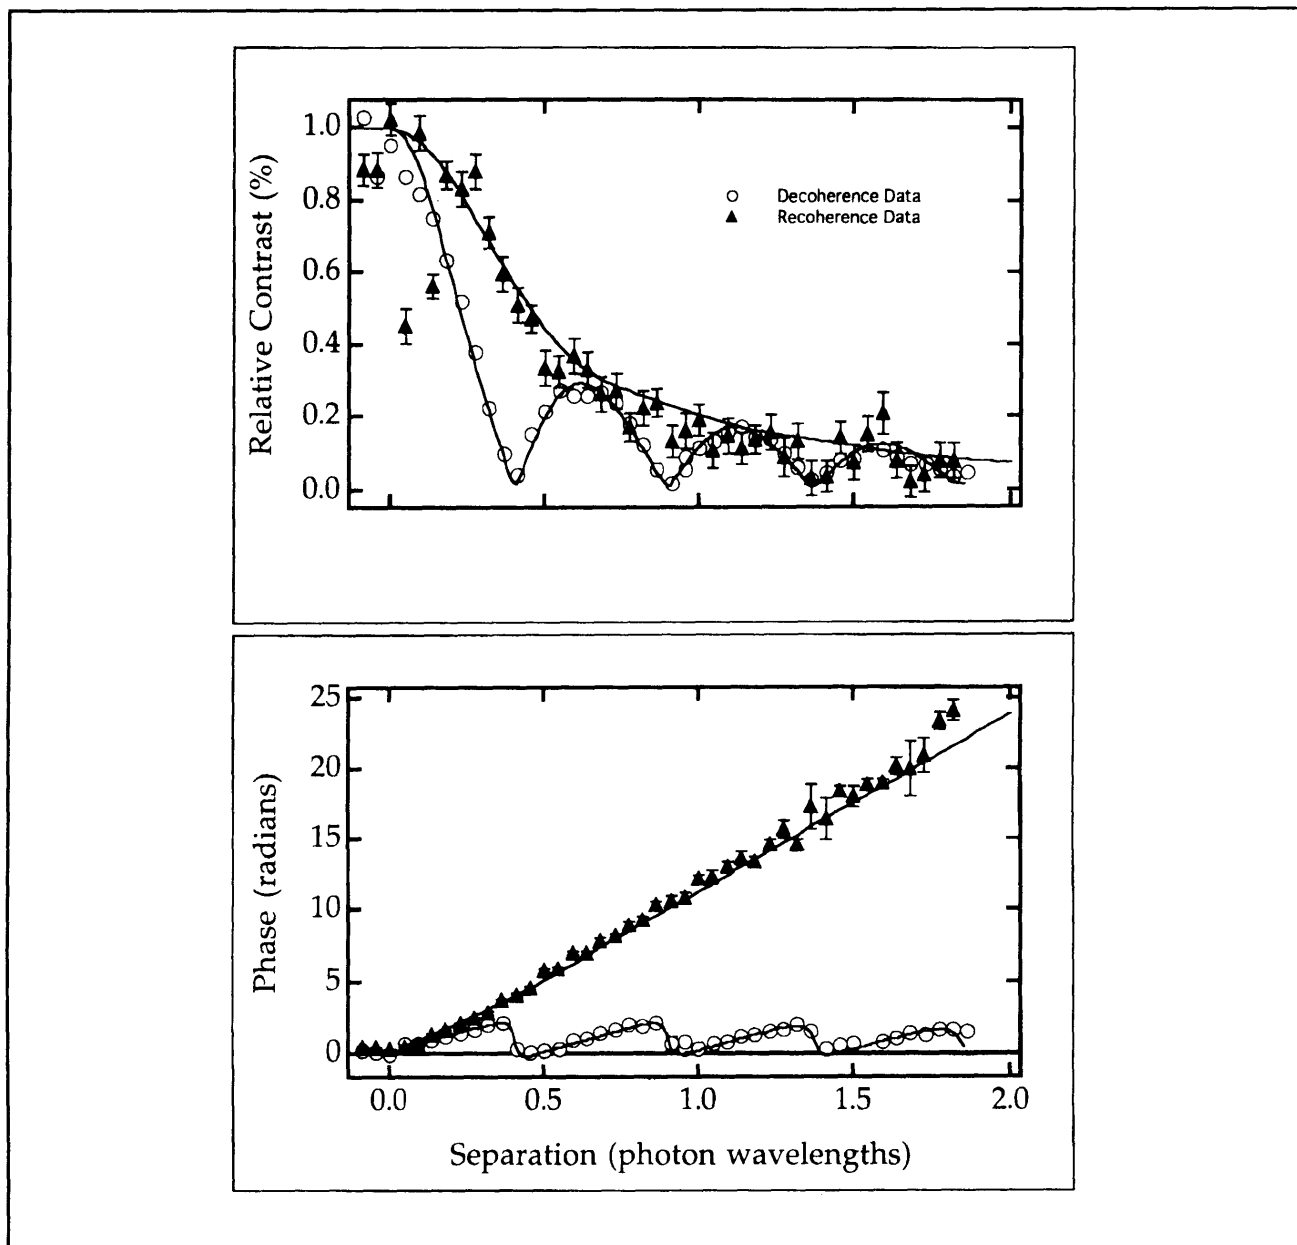 Relative Contrast (%)
1.0
0.8
0.6
0.4
0.2
0.0
Decoherence Data
Recoherence Data
Phase (radians)
25
20
15
10
5
0
0.0 0.5 1.0 1.5 2.0
Separation (photon wavelengths)